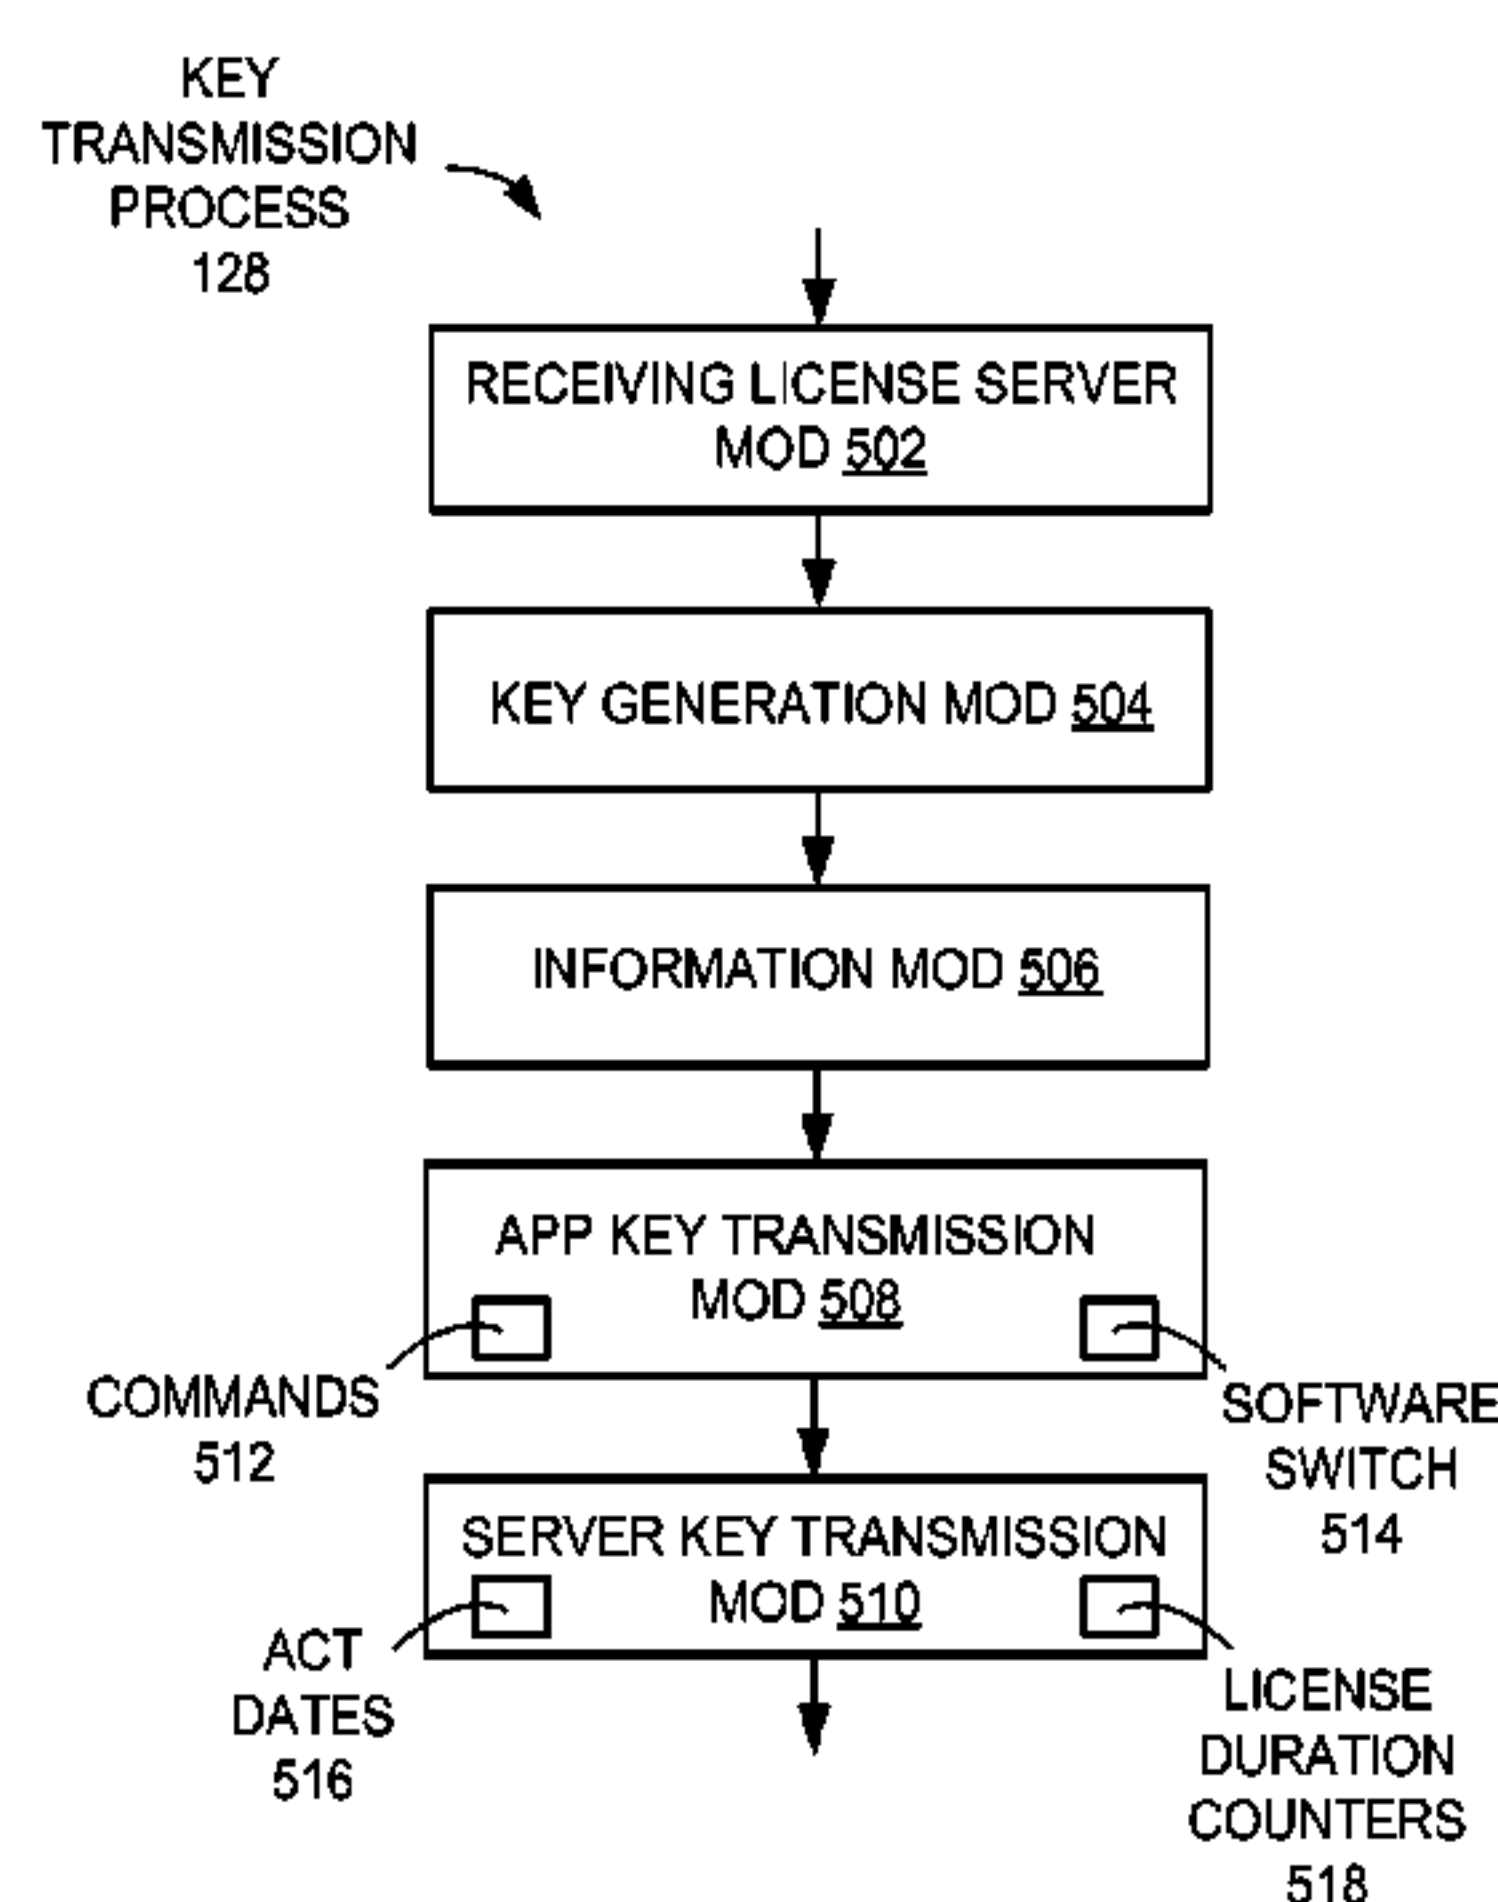 KEY
TRANSMISSION
PROCESS
128
RECEIVING LICENSE SERVER
MOD 502
KEY GENERATION MOD 504
INFORMATION MOD 506
APP KEY TRANSMISSION
MOD 508
COMMANDS
512
SOFTWARE
SWITCH
514
SERVER KEY TRANSMISSION
MOD 510
ACT
DATES
516
LICENSE
DURATION
COUNTERS
518